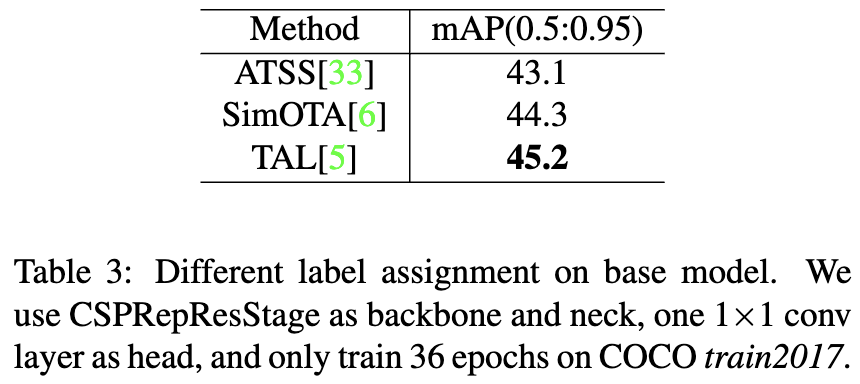 Method mAP(0.5:0.95)
ATSS[33] 43.1
SimOTA[6] 44.3
TAL[5] 45.2
Table 3: Different label assignment on base model. We
use CSPRepResStage as backbone and neck, one 1×1 conv
layer as head, and only train 36 epochs on COCO train2017.